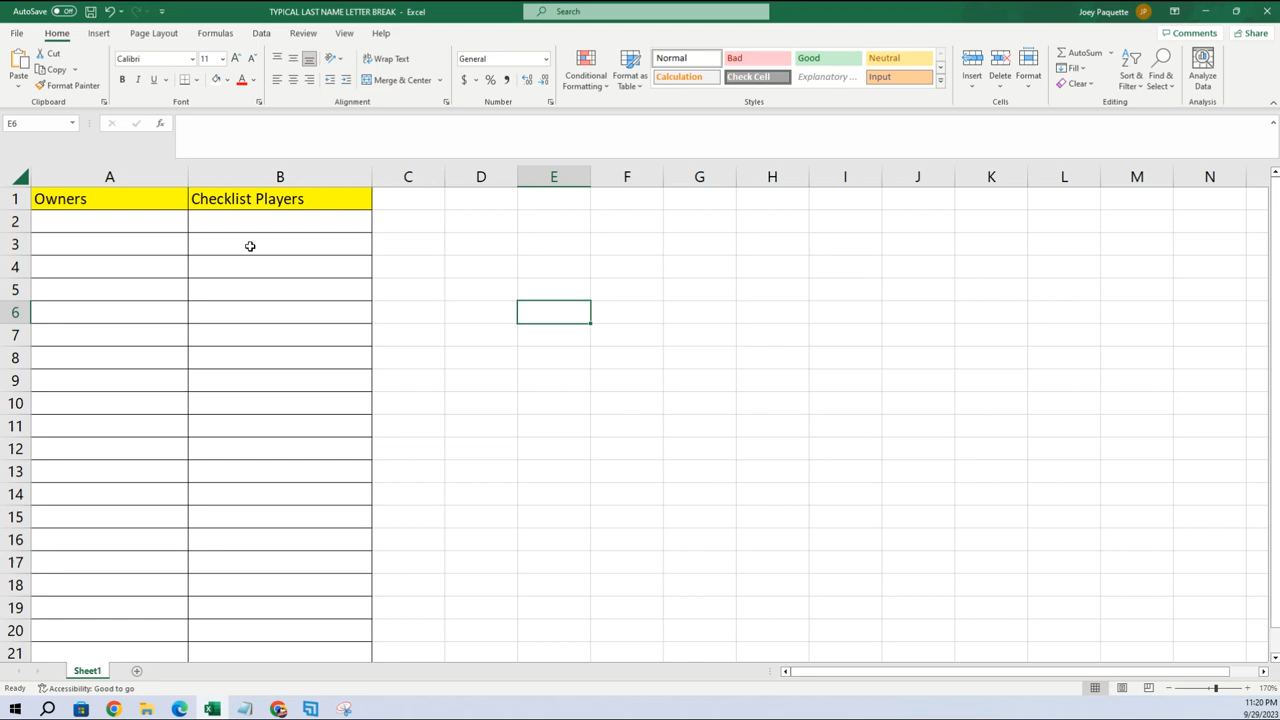 AutoSave Off TYPICAL LAST NAME LETTER BREAK - Excel Search Joey Paquette JP
File Home Insert Page Layout Formulas Data Review View Help Comments Share
Paste Cut Copy Format Painter Clipboard
Calibri 11 A A B I U A Font
Wrap Text Merge & Center Alignment
General $ % , Number
Conditional Formatting Format as Table Normal Bad Good Neutral Calculation Check Cell Explanatory ... Input Styles
Insert Delete Format Cells
AutoSum Fill Clear Sort & Filter Find & Select Editing
Analyze Data Analysis
E6 fx
A B C D E F G H I J K L M N
1 Owners Checklist Players
2
3
4
5
6
7
8
9
10
11
12
13
14
15
16
17
18
19
20
21
Sheet1
Ready Accessibility: Good to go 170%
11:20 PM
9/29/2023